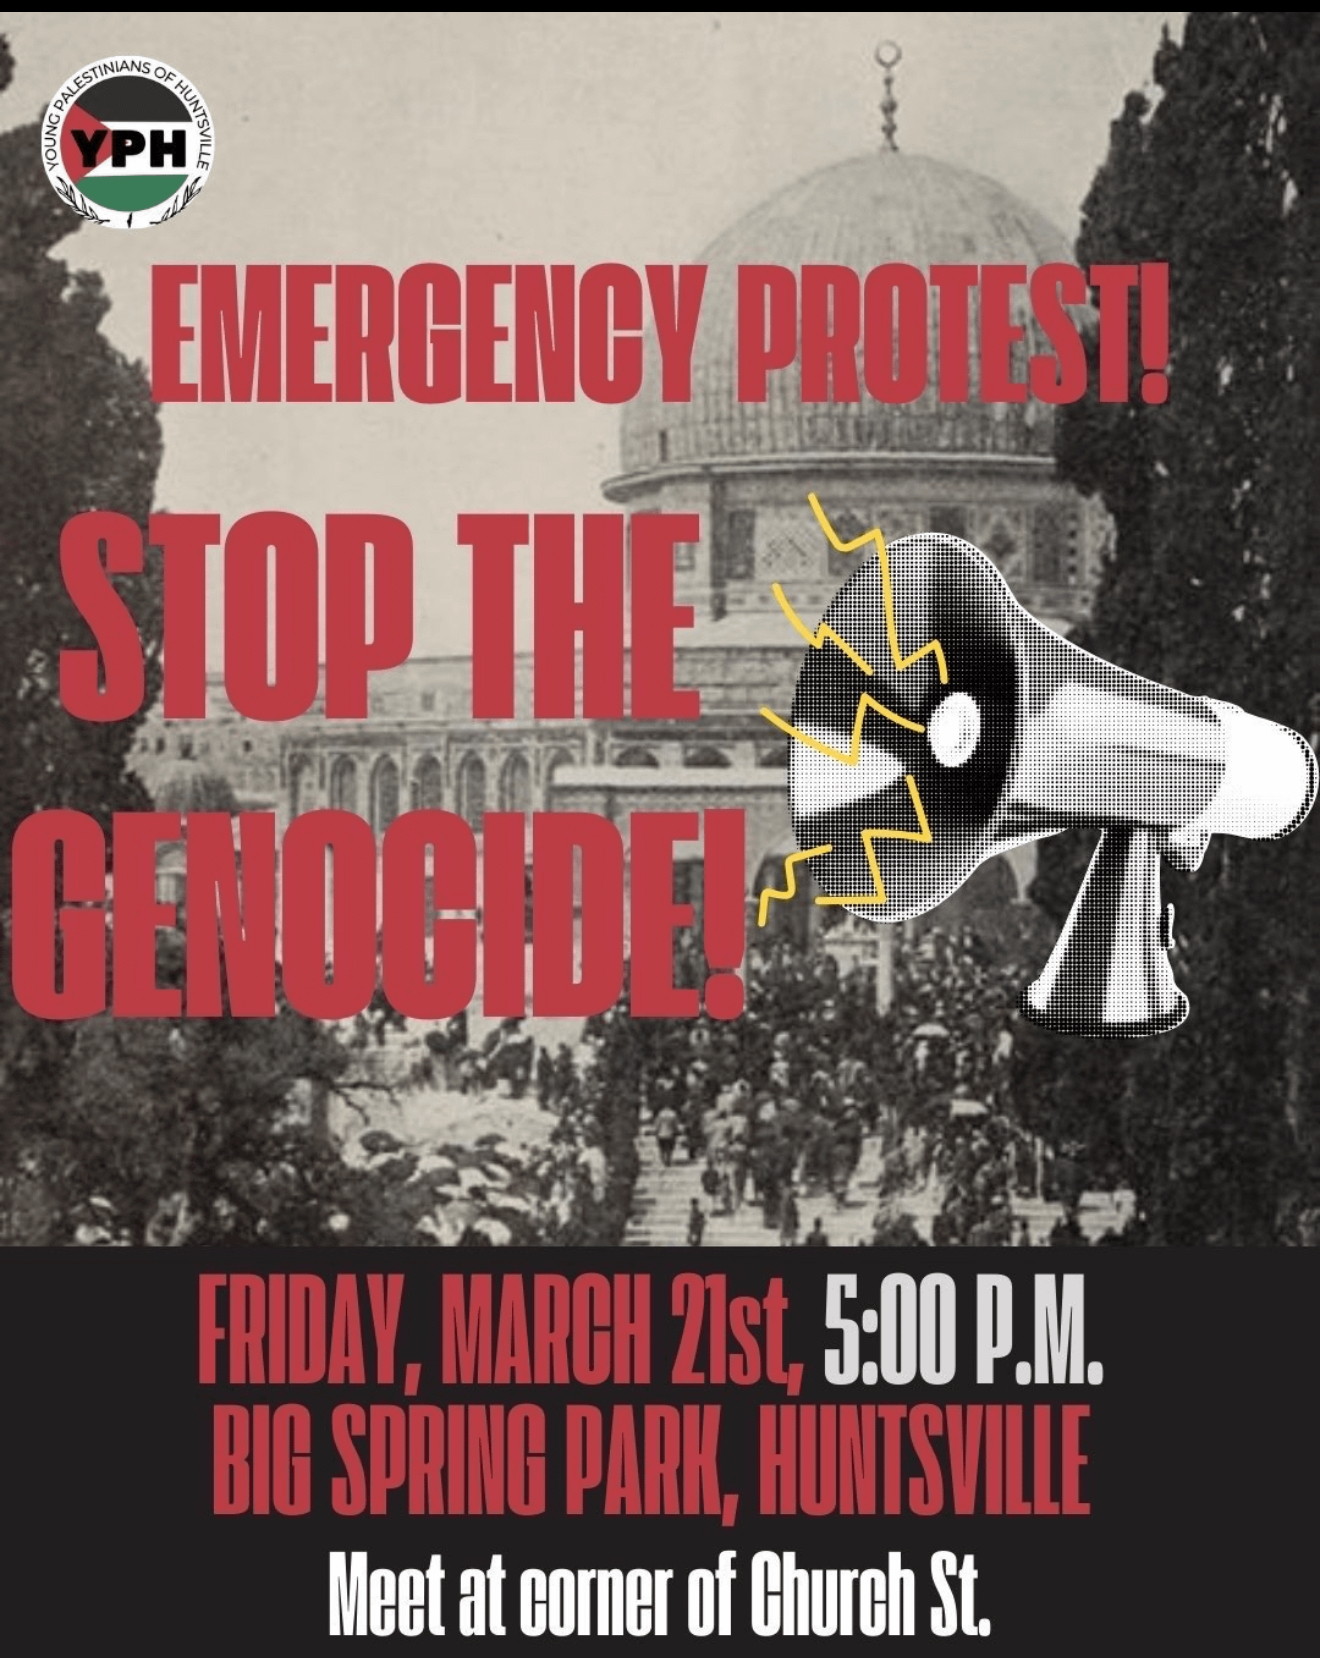 YOUNG PALESTINIANS OF HUNTSVILLE
YPH
EMERGENCY PROTEST!
STOP THE
GENOCIDE!
FRIDAY, MARCH 21st, 5:00 P.M.
BIG SPRING PARK, HUNTSVILLE
Meet at corner of Church St.